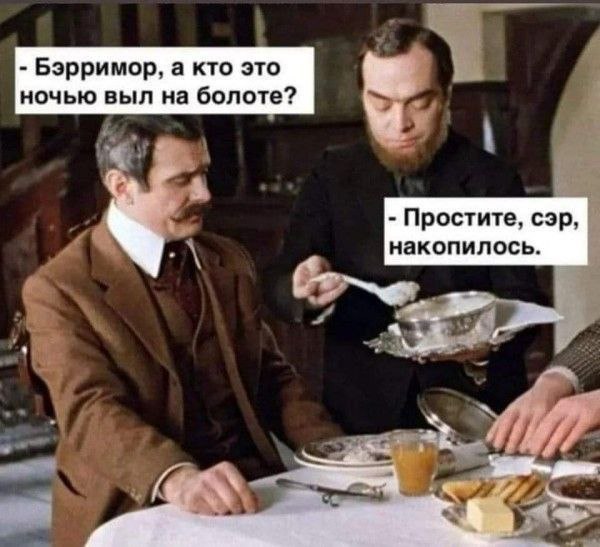 - Бэрримор, а кто это
ночью выл на болоте?
- Простите, сэр,
накопилось.